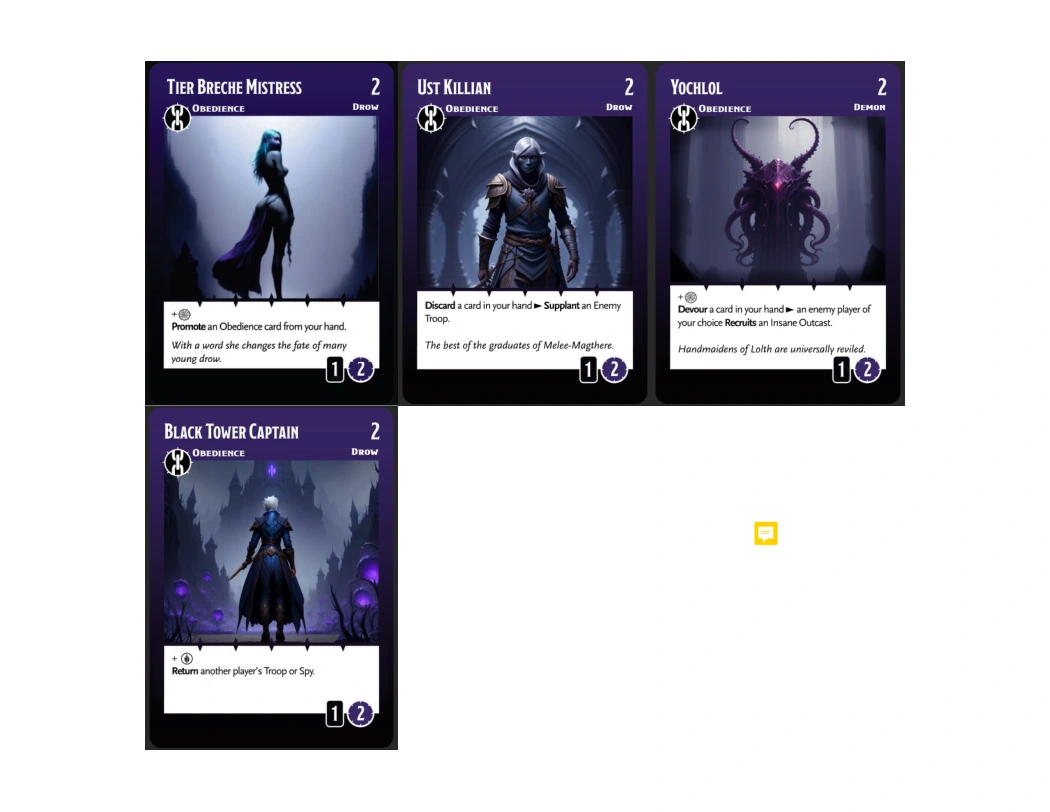 Tier Breche Mistress 2
Obedience Drow
+
Promote an Obedience card from your hand.
With a word she changes the fate of many
young drow.
1 2
Ust Killian 2
Obedience Drow
Discard a card in your hand ► Supplant an Enemy
Troop.
The best of the graduates of Melee-Magthere.
1 2
Yochlol 2
Obedience Demon
+
Devour a card in your hand ► an enemy player of
your choice Recruits an Insane Outcast.
Handmaidens of Lolth are universally reviled.
1 2
Black Tower Captain 2
Obedience Drow
+
Return another player's Troop or Spy.
1 2